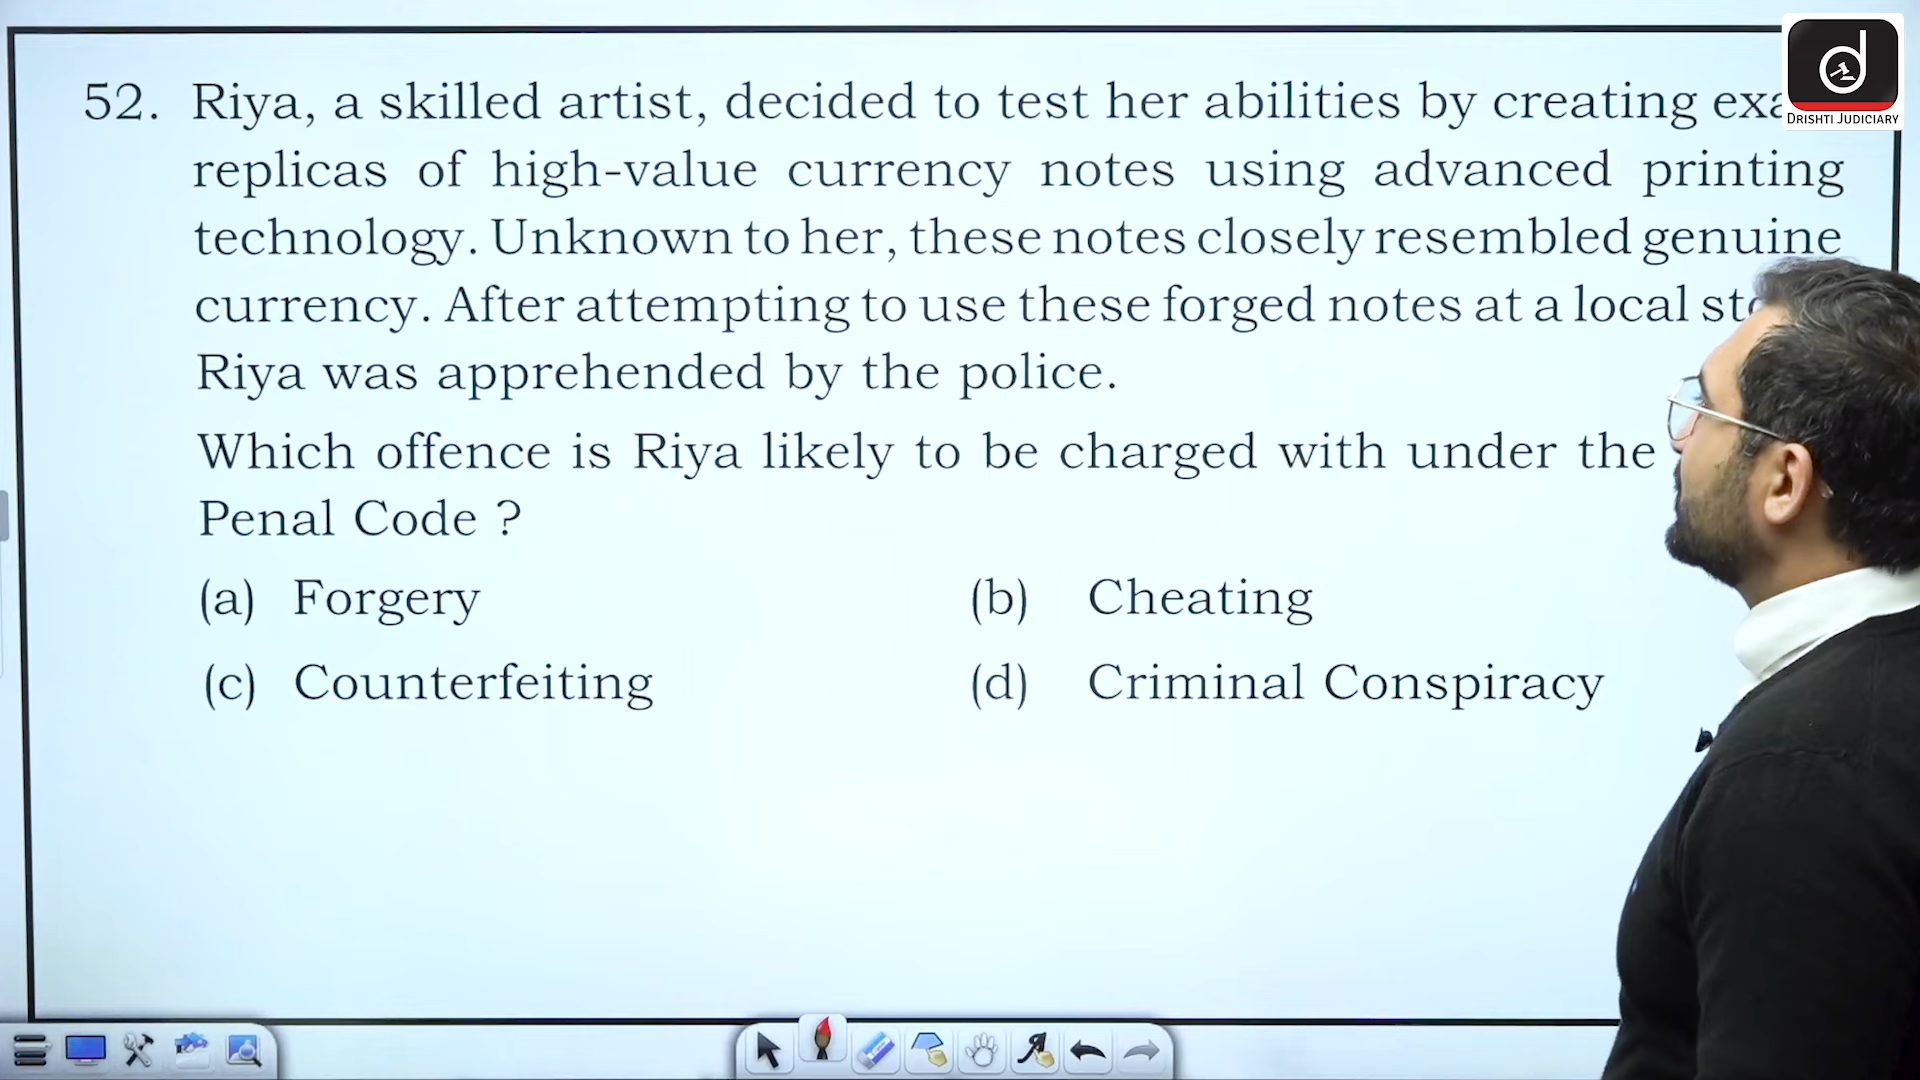 52. Riya, a skilled artist, decided to test her abilities by creating
replicas of high-value currency notes using advanced printing
technology. Unknown to her, these notes closely resembled genuine
currency. After attempting to use these forged notes at a local
Riya was apprehended by the police.
Which offence is Riya likely to be charged with under the
Penal Code ?
(a) Forgery (b) Cheating
(c) Counterfeiting (d) Criminal Conspiracy
d
DRISHTI JUDICIARY